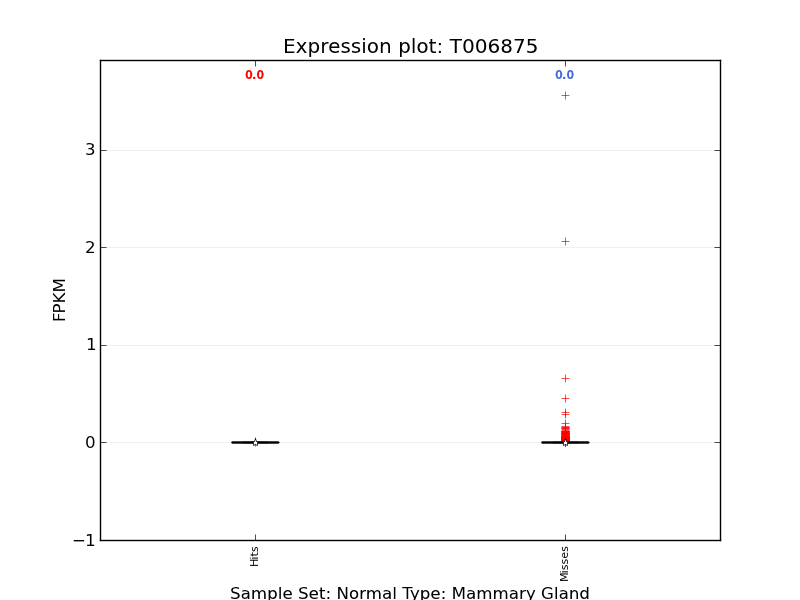 Expression plot: T006875
0.0 0.0
3
2
1
0
−1
FPKM
Hits
Misses
Sample Set: Normal Type: Mammary Gland